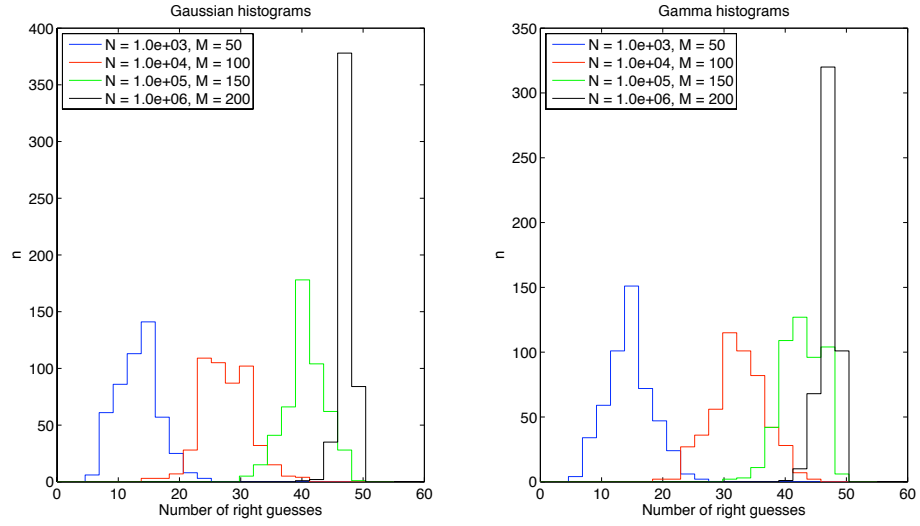 Gaussian histograms
N = 1.0e+03, M = 50
N = 1.0e+04, M = 100
N = 1.0e+05, M = 150
N = 1.0e+06, M = 200
400
350
300
250
200
150
100
50
0
n
0 10 20 30 40 50 60
Number of right guesses
Gamma histograms
N = 1.0e+03, M = 50
N = 1.0e+04, M = 100
N = 1.0e+05, M = 150
N = 1.0e+06, M = 200
350
300
250
200
150
100
50
0
n
0 10 20 30 40 50 60
Number of right guesses